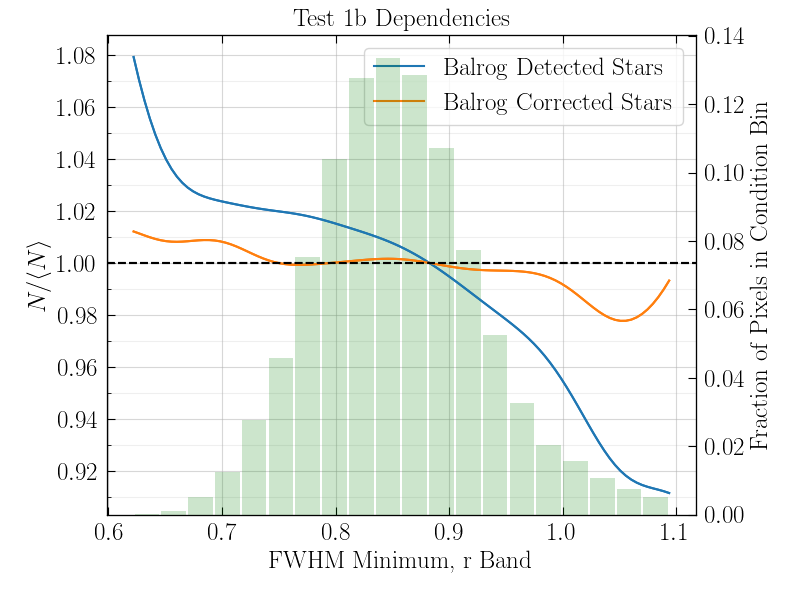 Test 1b Dependencies
Balrog Detected Stars
Balrog Corrected Stars
1.08
1.06
1.04
1.02
1.00
0.98
0.96
0.94
0.92
N/⟨N⟩
0.14
0.12
0.10
0.08
0.06
0.04
0.02
0.00
Fraction of Pixels in Condition Bin
0.6 0.7 0.8 0.9 1.0 1.1
FWHM Minimum, r Band